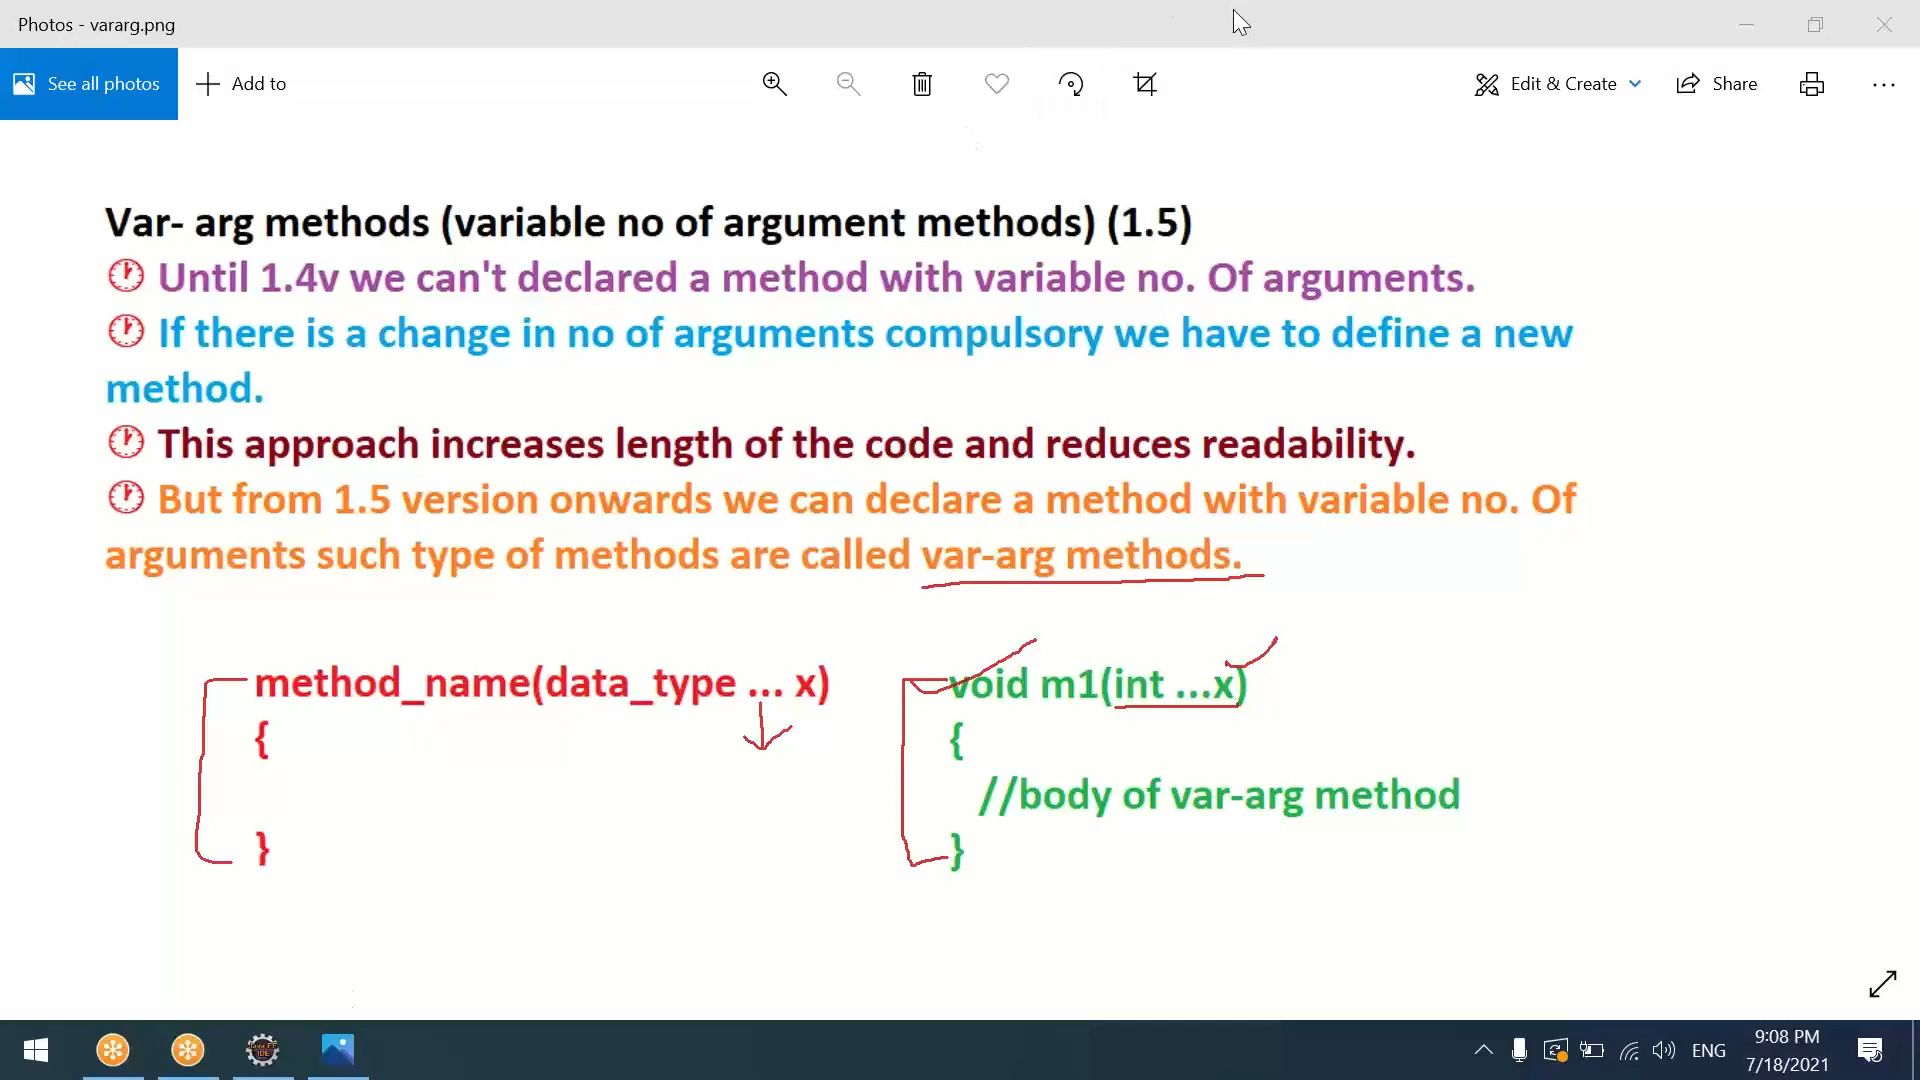 Photos - vararg.png
See all photos
Add to
Edit & Create
Share
Var- arg methods (variable no of argument methods) (1.5)
Until 1.4v we can't declared a method with variable no. Of arguments.
If there is a change in no of arguments compulsory we have to define a new
method.
This approach increases length of the code and reduces readability.
But from 1.5 version onwards we can declare a method with variable no. Of
arguments such type of methods are called var-arg methods.
method_name(data_type ... x)
{
}
void m1(int ...x)
{
//body of var-arg method
}
ENG
9:08 PM
7/18/2021